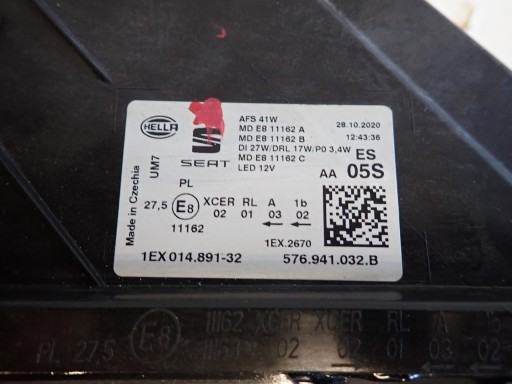 HELLA
SEAT
AFS 41W
MD E8 11162 A
MD E8 11162 B
DI 27W/DRL 17W/P0 3,4W
MD E8 11162 C
LED 12V
28.10.2020
12:43:36
ES
AA 05S
Made in Czechia
UM7
PL
27,5 E8 XCER RL A 1b
02 01 03 02
11162
1EX.2670
1EX 014.891-32 576.941.032.B
11162 XCER XCER RL A
PL 27,5 E8 02 02 01 03 02